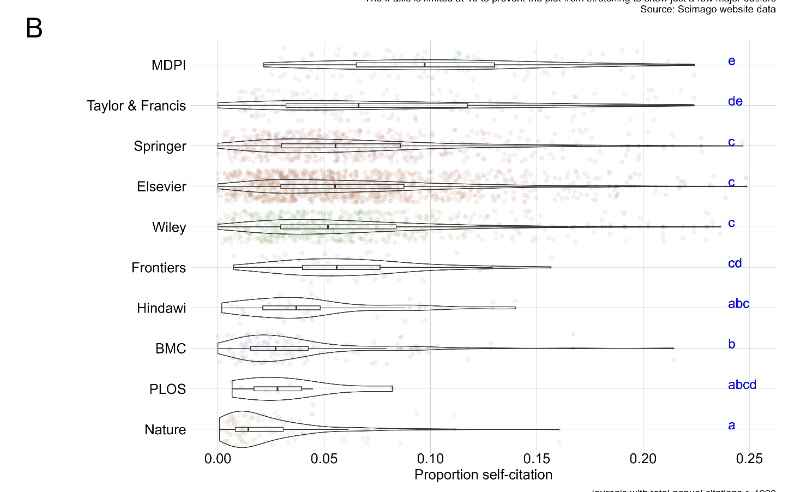 Source: Scimago website data
B
MDPI e
Taylor & Francis de
Springer c
Elsevier c
Wiley c
Frontiers cd
Hindawi abc
BMC b
PLOS abcd
Nature a
0.00 0.05 0.10 0.15 0.20 0.25
Proportion self-citation